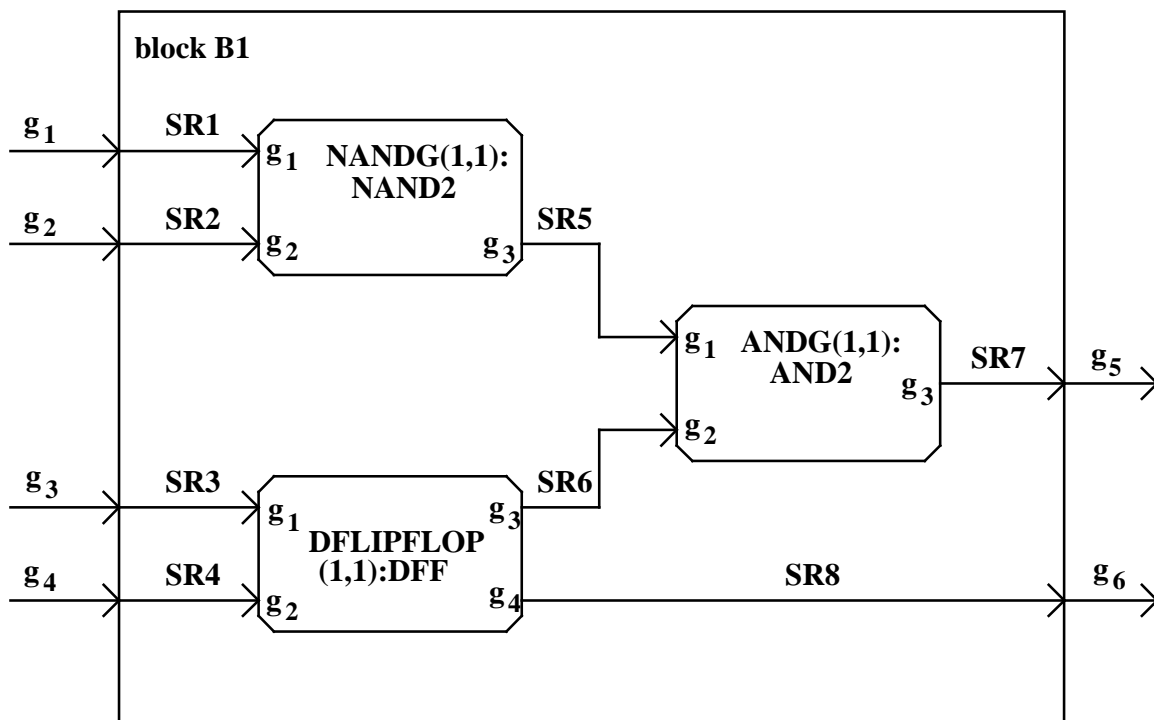 block B1
g1
SR1
g1
NANDG(1,1):
NAND2
g2
SR2
g2
g3
SR5
g1
ANDG(1,1):
AND2
g3
SR7
g5
g2
g3
SR3
g1
g3
SR6
DFLIPFLOP
(1,1):DFF
g4
SR4
g2
g4
SR8
g6